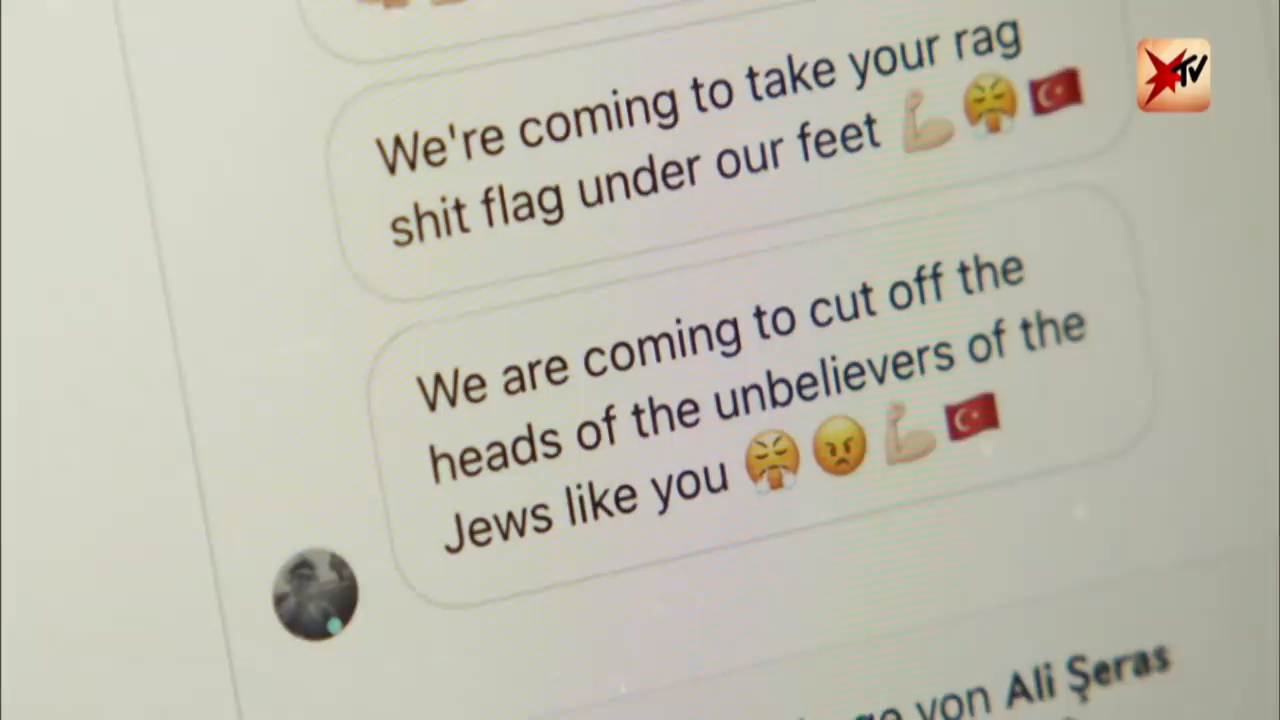 TV
We're coming to take your rag
shit flag under our feet 💪😤🇹🇷
We are coming to cut off the
heads of the unbelievers of the
Jews like you 😤😠💪🇹🇷
von Ali Şeras